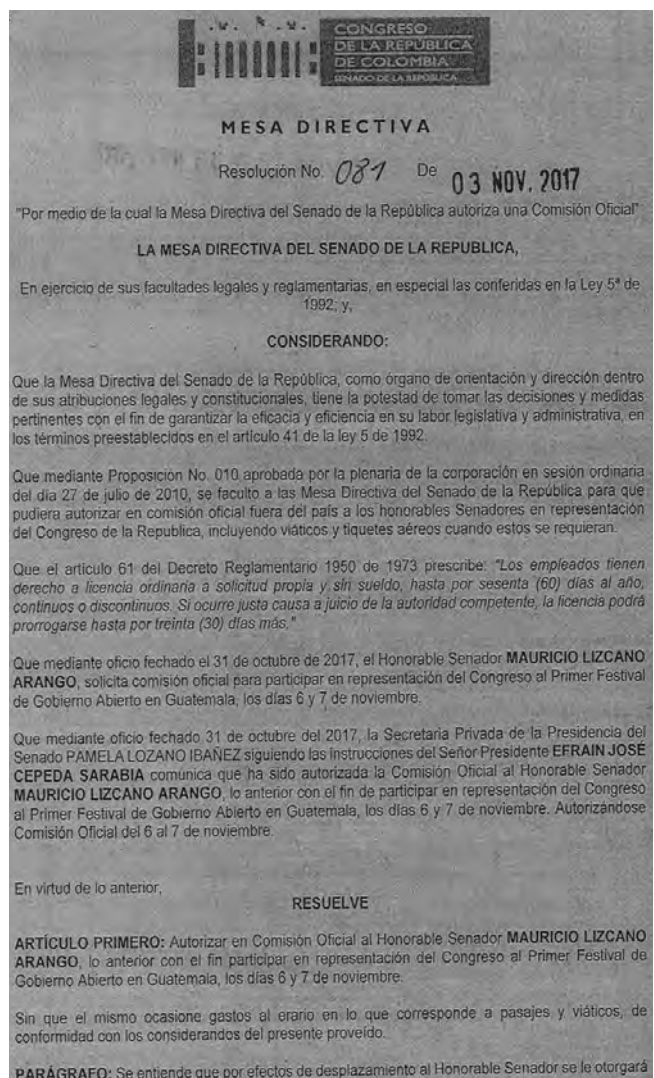 CONGRESO
DE LA REPÚBLICA
DE COLOMBIA
SENADO DE LA REPÚBLICA
MESA DIRECTIVA
Resolución No. 081 De 03 NOV. 2017
"Por medio de la cual la Mesa Directiva del Senado de la República autoriza una Comisión Oficial"
LA MESA DIRECTIVA DEL SENADO DE LA REPUBLICA,
En ejercicio de sus facultades legales y reglamentarias, en especial las conferidas en la Ley 5ª de
1992; y,
CONSIDERANDO:
Que la Mesa Directiva del Senado de la República, como órgano de orientación y dirección dentro
de sus atribuciones legales y constitucionales, tiene la potestad de tomar las decisiones y medidas
pertinentes con el fin de garantizar la eficacia y eficiencia en su labor legislativa y administrativa, en
los términos preestablecidos en el artículo 41 de la ley 5 de 1992.
Que mediante Proposición No. 010 aprobada por la plenaria de la corporación en sesión ordinaria
del día 27 de julio de 2010, se faculto a las Mesa Directiva del Senado de la República para que
pudiera autorizar en comisión oficial fuera del país a los honorables Senadores en representación
del Congreso de la Republica, incluyendo viáticos y tiquetes aéreos cuando estos se requieran.
Que el artículo 61 del Decreto Reglamentario 1950 de 1973 prescribe: "Los empleados tienen
derecho a licencia ordinaria a solicitud propia y sin sueldo, hasta por sesenta (60) días al año,
continuos o discontinuos. Si ocurre justa causa a juicio de la autoridad competente, la licencia podrá
prorrogarse hasta por treinta (30) días más."
Que mediante oficio fechado el 31 de octubre de 2017, el Honorable Senador MAURICIO LIZCANO
ARANGO, solicita comisión oficial para participar en representación del Congreso al Primer Festival
de Gobierno Abierto en Guatemala, los días 6 y 7 de noviembre.
Que mediante oficio fechado 31 de octubre del 2017, la Secretaria Privada de la Presidencia del
Senado PAMELA LOZANO IBAÑEZ siguiendo las instrucciones del Señor Presidente EFRAIN JOSÉ
CEPEDA SARABIA comunica que ha sido autorizada la Comisión Oficial al Honorable Senador
MAURICIO LIZCANO ARANGO, lo anterior con el fin de participar en representación del Congreso
al Primer Festival de Gobierno Abierto en Guatemala, los días 6 y 7 de noviembre. Autorizándose
Comisión Oficial del 6 al 7 de noviembre.
En virtud de lo anterior,
RESUELVE
ARTÍCULO PRIMERO: Autorizar en Comisión Oficial al Honorable Senador MAURICIO LIZCANO
ARANGO, lo anterior con el fin participar en representación del Congreso al Primer Festival de
Gobierno Abierto en Guatemala, los días 6 y 7 de noviembre.
Sin que el mismo ocasione gastos al erario en lo que corresponde a pasajes y viáticos, de
conformidad con los considerandos del presente proveído.
PARÁGRAFO: Se entiende que por efectos de desplazamiento al Honorable Senador se le otorgará